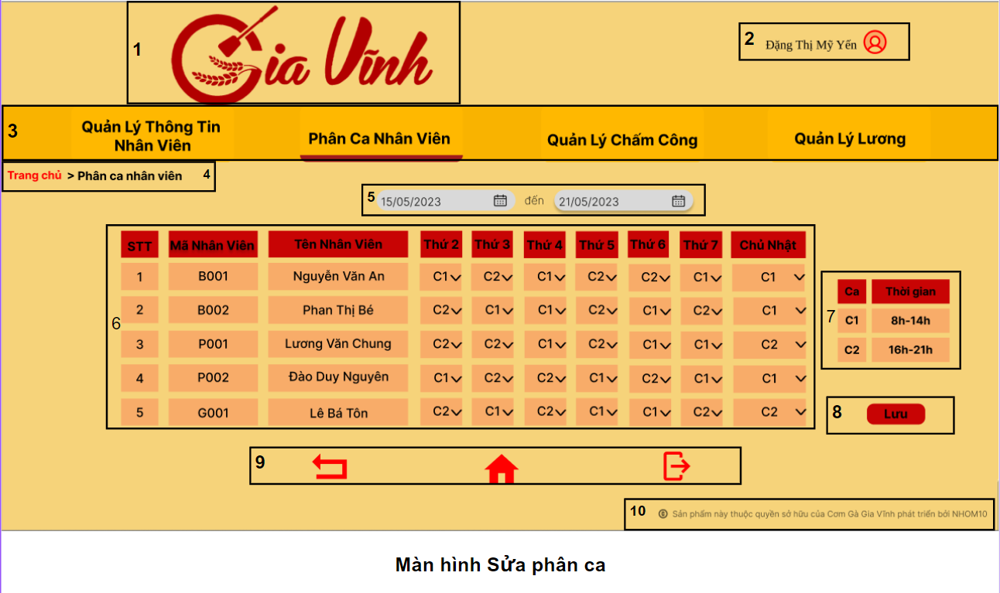 1 Gia Vĩnh
2 Đặng Thị Mỹ Yến
3 Quản Lý Thông Tin
Nhân Viên
Phân Ca Nhân Viên
Quản Lý Chấm Công
Quản Lý Lương
Trang chủ > Phân ca nhân viên 4
5 15/05/2023 đến 21/05/2023
6
STT Mã Nhân Viên Tên Nhân Viên Thứ 2 Thứ 3 Thứ 4 Thứ 5 Thứ 6 Thứ 7 Chủ Nhật
1 B001 Nguyễn Văn An C1 C2 C1 C2 C2 C1 C1
2 B002 Phan Thị Bé C2 C1 C1 C2 C1 C2 C1
3 P001 Lương Văn Chung C2 C2 C1 C2 C1 C1 C2
4 P002 Đào Duy Nguyên C1 C2 C2 C1 C2 C1 C1
5 G001 Lê Bá Tôn C2 C1 C2 C1 C1 C2 C2
7
Ca Thời gian
C1 8h-14h
C2 16h-21h
8 Lưu
9
10 © Sản phẩm này thuộc quyền sở hữu của Cơm Gà Gia Vĩnh phát triển bởi NHOM10
Màn hình Sửa phân ca